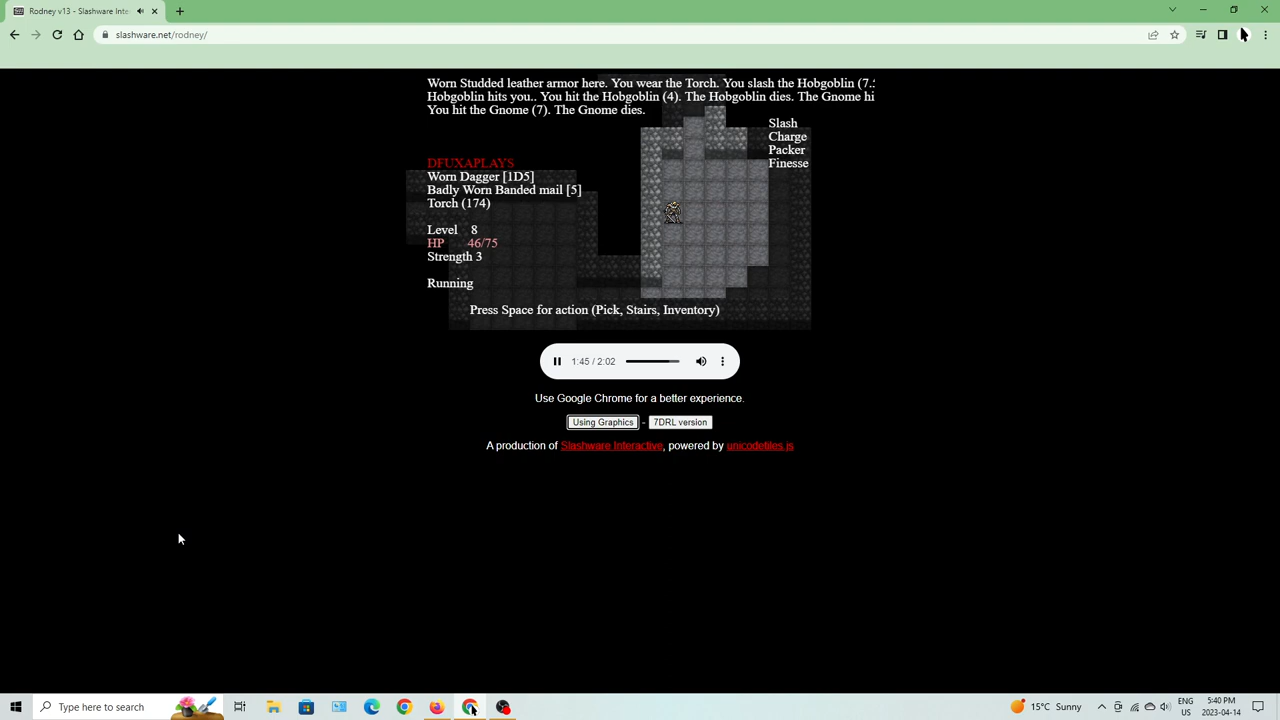 Rodney v13 - Slashware Inte
slashware.net/rodney/
Worn Studded leather armor here. You wear the Torch. You slash the Hobgoblin (7.
Hobgoblin hits you.. You hit the Hobgoblin (4). The Hobgoblin dies. The Gnome hi
You hit the Gnome (7). The Gnome dies.
Slash
Charge
Packer
Finesse
DFUXAPLAYS
Worn Dagger [1D5]
Badly Worn Banded mail [5]
Torch (174)
Level 8
HP 46/75
Strength 3
Running
Press Space for action (Pick, Stairs, Inventory)
1:45 / 2:02
Use Google Chrome for a better experience.
Using Graphics - 7DRL version
A production of Slashware Interactive, powered by unicodetiles.js
Type here to search
15°C Sunny
ENG
US
5:40 PM
2023-04-14